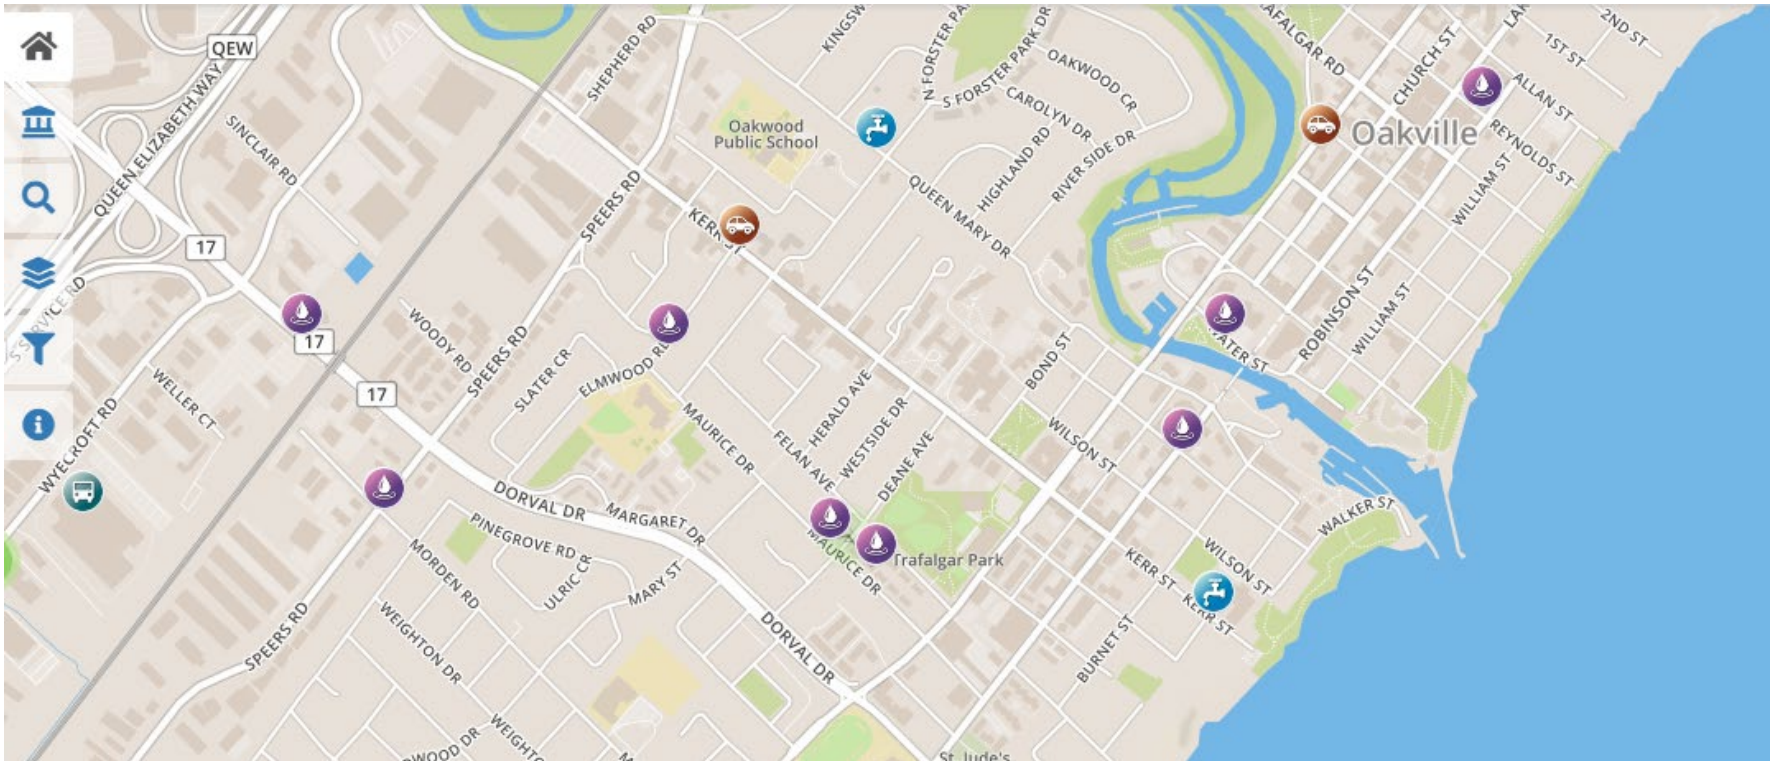 QEW
QUEEN ELIZABETH WAY
SHEPHERD RD
N FORSTER
S FORSTER PARK DR
OAKWOOD CR
CAROLYN DR
HIGHLAND RD
RIVER SIDE DR
CHURCH ST
2ND ST
1ST ST
ALLAN ST
REYNOLDS ST
WILLIAM ST
Oakville
Oakwood
Public School
SINCLAIR RD
17
SPEERS RD
KERR ST
QUEEN MARY DR
ROBINSON ST
WILLIAM ST
WATER ST
17
17
WOODY RD
SPEERS RD
SLATER CR
ELMWOOD RD
BOND ST
WELLER CT
WYECROFT RD
MAURICE DR
FELAN AVE
HERALD AVE
WESTSIDE DR
DEANE AVE
WILSON ST
DORVAL DR
MARGARET DR
PINEGROVE RD
MORDEN RD
ULRIC CR
MARY ST
MAURICE DR
Trafalgar Park
WALKER ST
WILSON ST
KERR ST
KERR ST
BURNET ST
SPEERS RD
WEIGHTON DR
DORVAL DR
St. Jude's